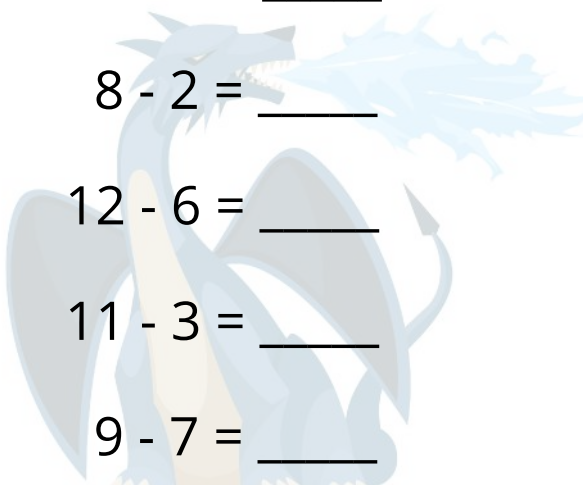 8 - 2 = _____
12 - 6 = _____
11 - 3 = _____
9 - 7 = _____